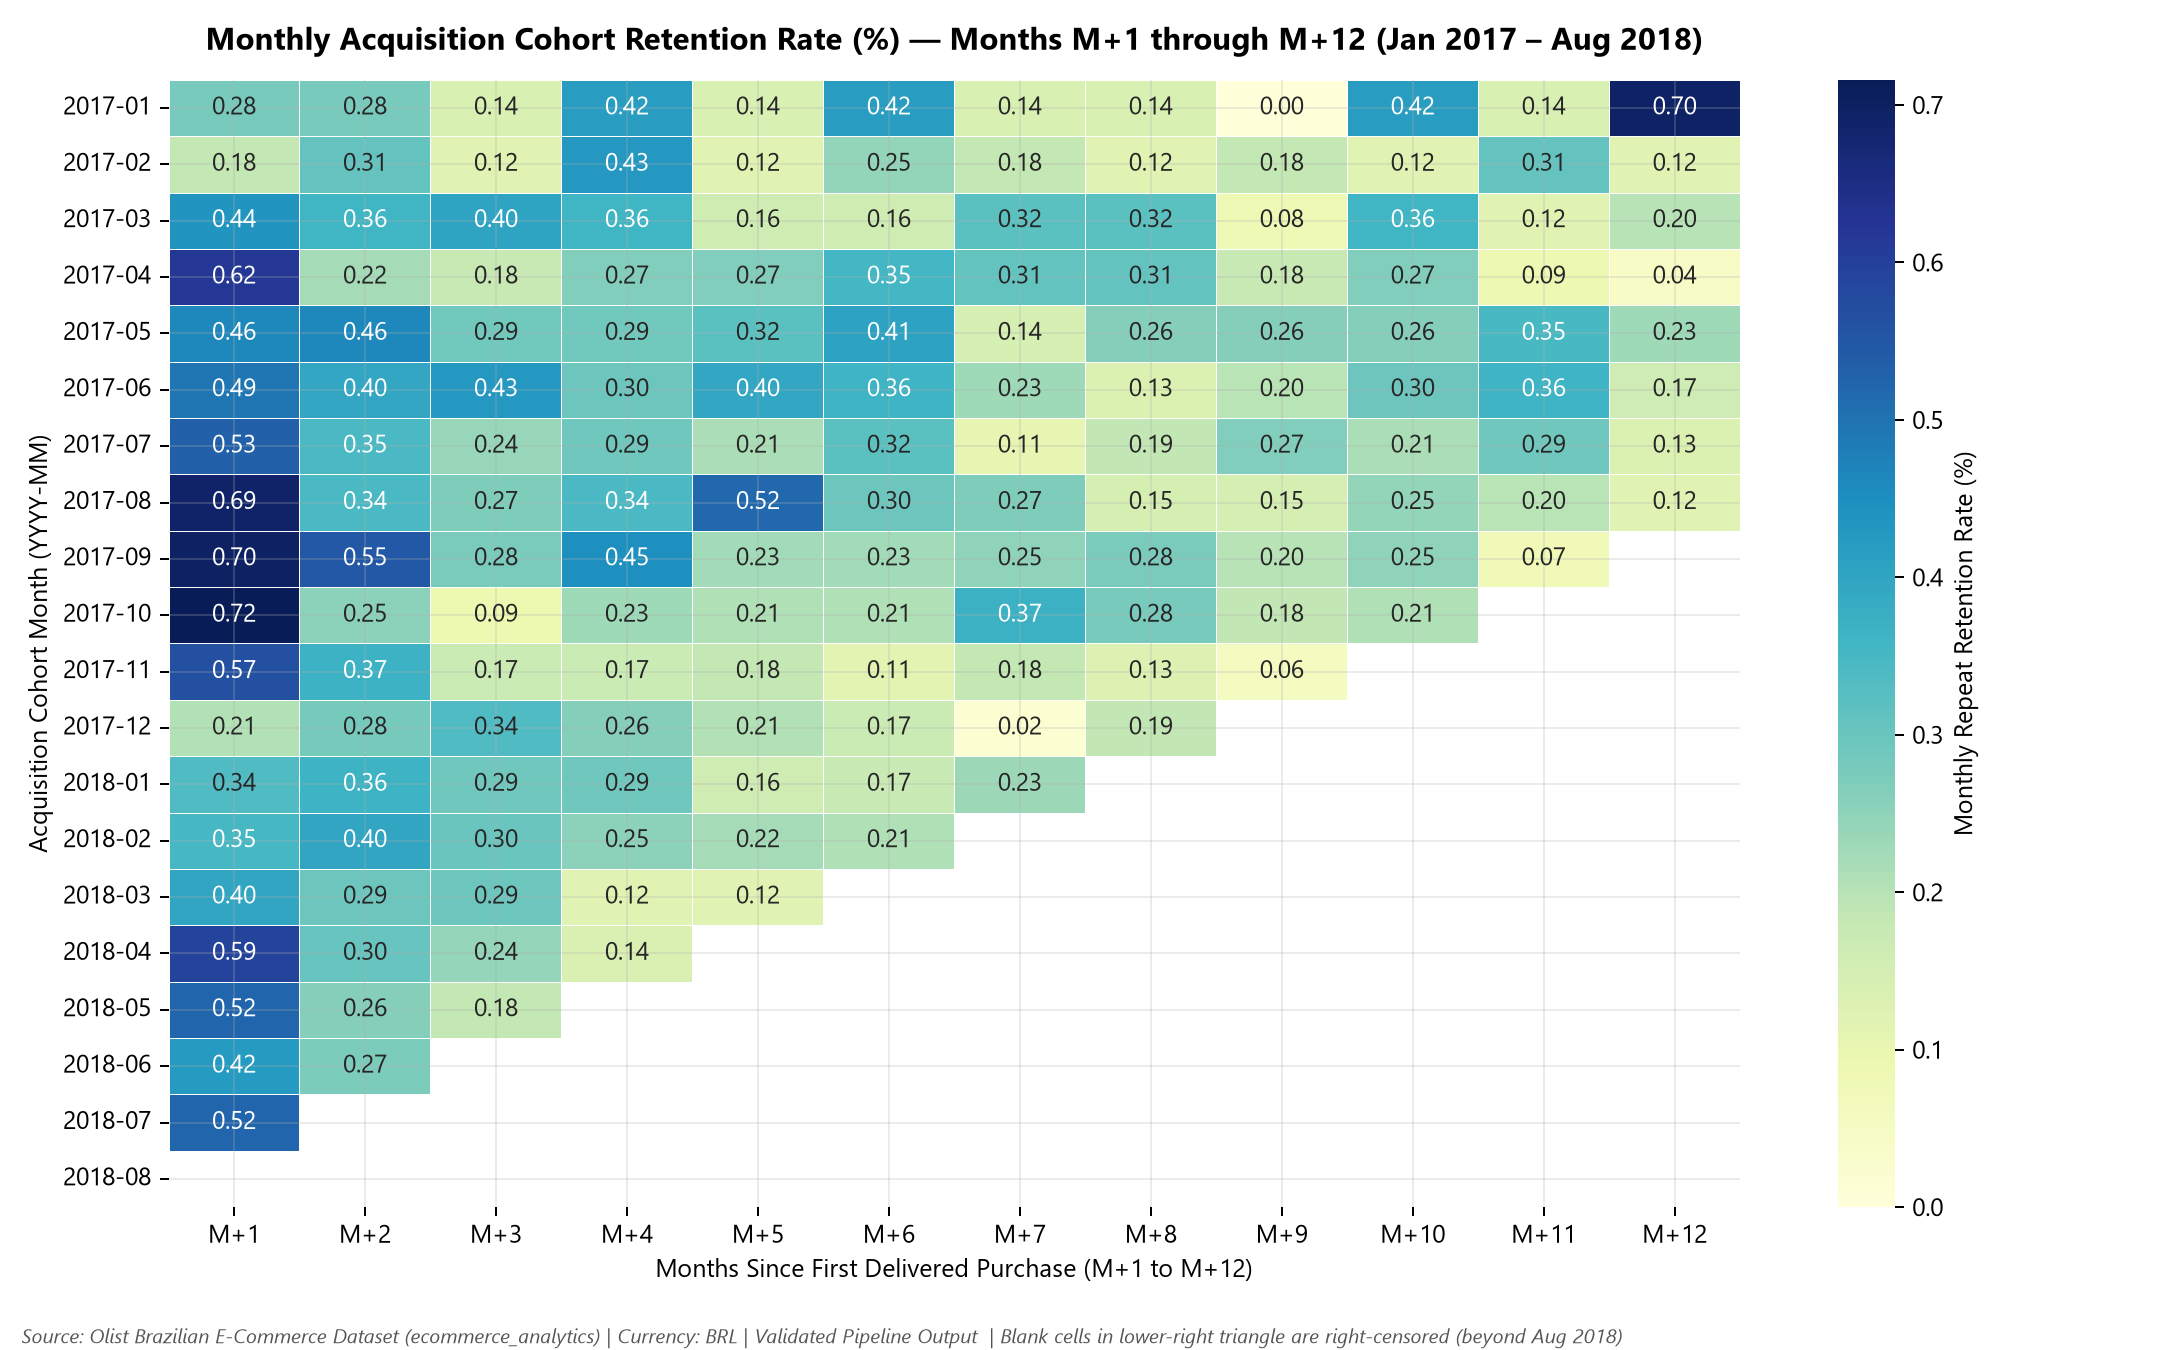 Monthly Acquisition Cohort Retention Rate (%) — Months M+1 through M+12 (Jan 2017 – Aug 2018)
Acquisition Cohort Month (YYYY-MM)
2017-01 0.28 0.28 0.14 0.42 0.14 0.42 0.14 0.14 0.00 0.42 0.14 0.70
2017-02 0.18 0.31 0.12 0.43 0.12 0.25 0.18 0.12 0.18 0.12 0.31 0.12
2017-03 0.44 0.36 0.40 0.36 0.16 0.16 0.32 0.32 0.08 0.36 0.12 0.20
2017-04 0.62 0.22 0.18 0.27 0.27 0.35 0.31 0.31 0.18 0.27 0.09 0.04
2017-05 0.46 0.46 0.29 0.29 0.32 0.41 0.14 0.26 0.26 0.26 0.35 0.23
2017-06 0.49 0.40 0.43 0.30 0.40 0.36 0.23 0.13 0.20 0.30 0.36 0.17
2017-07 0.53 0.35 0.24 0.29 0.21 0.32 0.11 0.19 0.27 0.21 0.29 0.13
2017-08 0.69 0.34 0.27 0.34 0.52 0.30 0.27 0.15 0.15 0.25 0.20 0.12
2017-09 0.70 0.55 0.28 0.45 0.23 0.23 0.25 0.28 0.20 0.25 0.07
2017-10 0.72 0.25 0.09 0.23 0.21 0.21 0.37 0.28 0.18 0.21
2017-11 0.57 0.37 0.17 0.17 0.18 0.11 0.18 0.13 0.06
2017-12 0.21 0.28 0.34 0.26 0.21 0.17 0.02 0.19
2018-01 0.34 0.36 0.29 0.29 0.16 0.17 0.23
2018-02 0.35 0.40 0.30 0.25 0.22 0.21
2018-03 0.40 0.29 0.29 0.12 0.12
2018-04 0.59 0.30 0.24 0.14
2018-05 0.52 0.26 0.18
2018-06 0.42 0.27
2018-07 0.52
2018-08
M+1 M+2 M+3 M+4 M+5 M+6 M+7 M+8 M+9 M+10 M+11 M+12
Months Since First Delivered Purchase (M+1 to M+12)
0.7
0.6
0.5
0.4
0.3
0.2
0.1
0.0
Monthly Repeat Retention Rate (%)
Source: Olist Brazilian E-Commerce Dataset (ecommerce_analytics) | Currency: BRL | Validated Pipeline Output | Blank cells in lower-right triangle are right-censored (beyond Aug 2018)